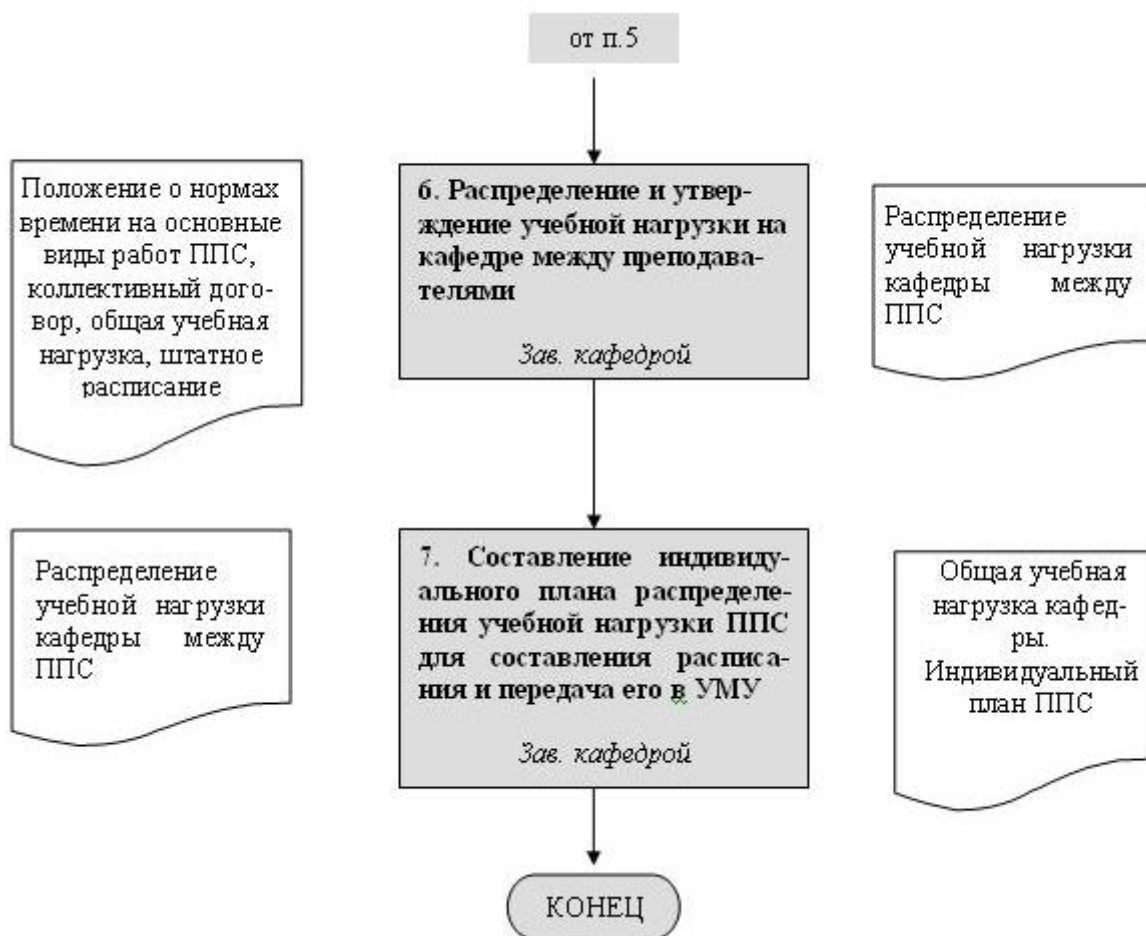 от п.5
Положение о нормах
времени на основные
виды работ ППС,
коллективный дого-
вор, общая учебная
нагрузка, штатное
расписание
6. Распределение и утвер-
ждение учебной нагрузки на
кафедре между преподава-
телями
Зав. кафедрой
Распределение
учебной нагрузки
кафедры между
ППС
Распределение
учебной нагрузки
кафедры между
ППС
7. Составление индивиду-
ального плана распределе-
ния учебной нагрузки ППС
для составления расписа-
ния и передача его в УМУ
Зав. кафедрой
Общая учебная
нагрузка кафед-
ры.
Индивидуальный
план ППС
КОНЕЦ